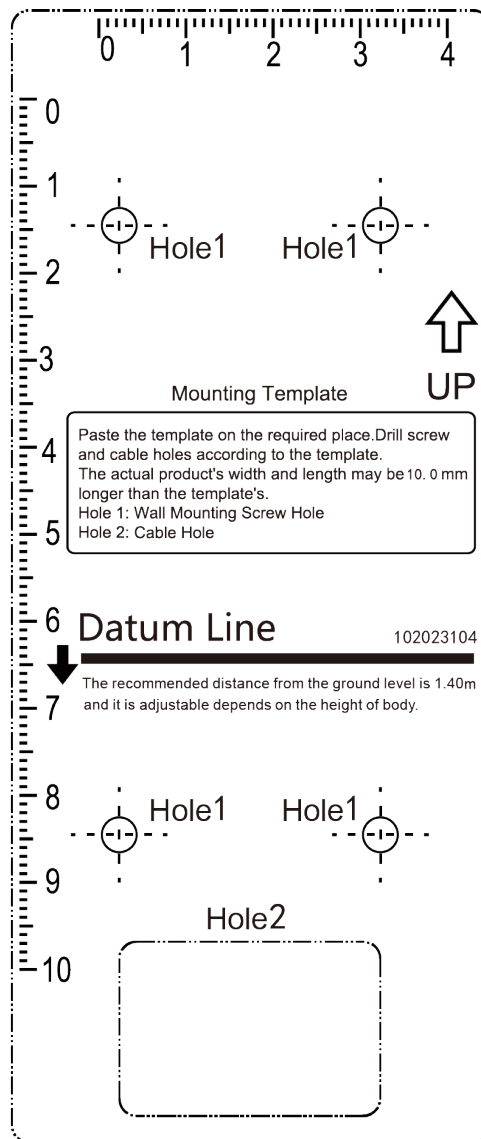 0 1 2 3 4
0
1
Hole1 Hole1
2
3
UP
Mounting Template
4
Paste the template on the required place.Drill screw
and cable holes according to the template.
The actual product's width and length may be 10. 0 mm
longer than the template's.
Hole 1: Wall Mounting Screw Hole
Hole 2: Cable Hole
5
6
Datum Line 102023104
The recommended distance from the ground level is 1.40m
and it is adjustable depends on the height of body.
7
8
Hole1 Hole1
9
Hole2
10